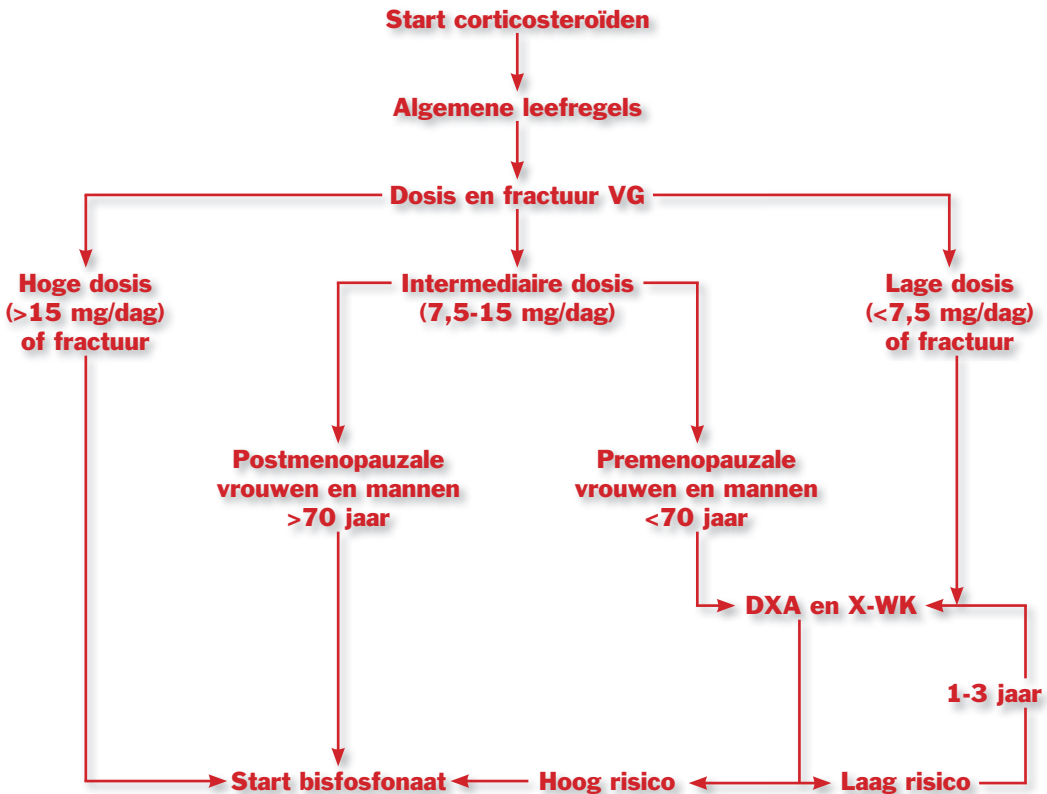 Start corticosteroïden
Algemene leefregels
Dosis en fractuur VG
Hoge dosis
(>15 mg/dag)
of fractuur
Intermediaire dosis
(7,5-15 mg/dag)
Lage dosis
(<7,5 mg/dag)
of fractuur
Postmenopauzale
vrouwen en mannen
>70 jaar
Premenopauzale
vrouwen en mannen
<70 jaar
DXA en X-WK
1-3 jaar
Start bisfosfonaat
Hoog risico
Laag risico